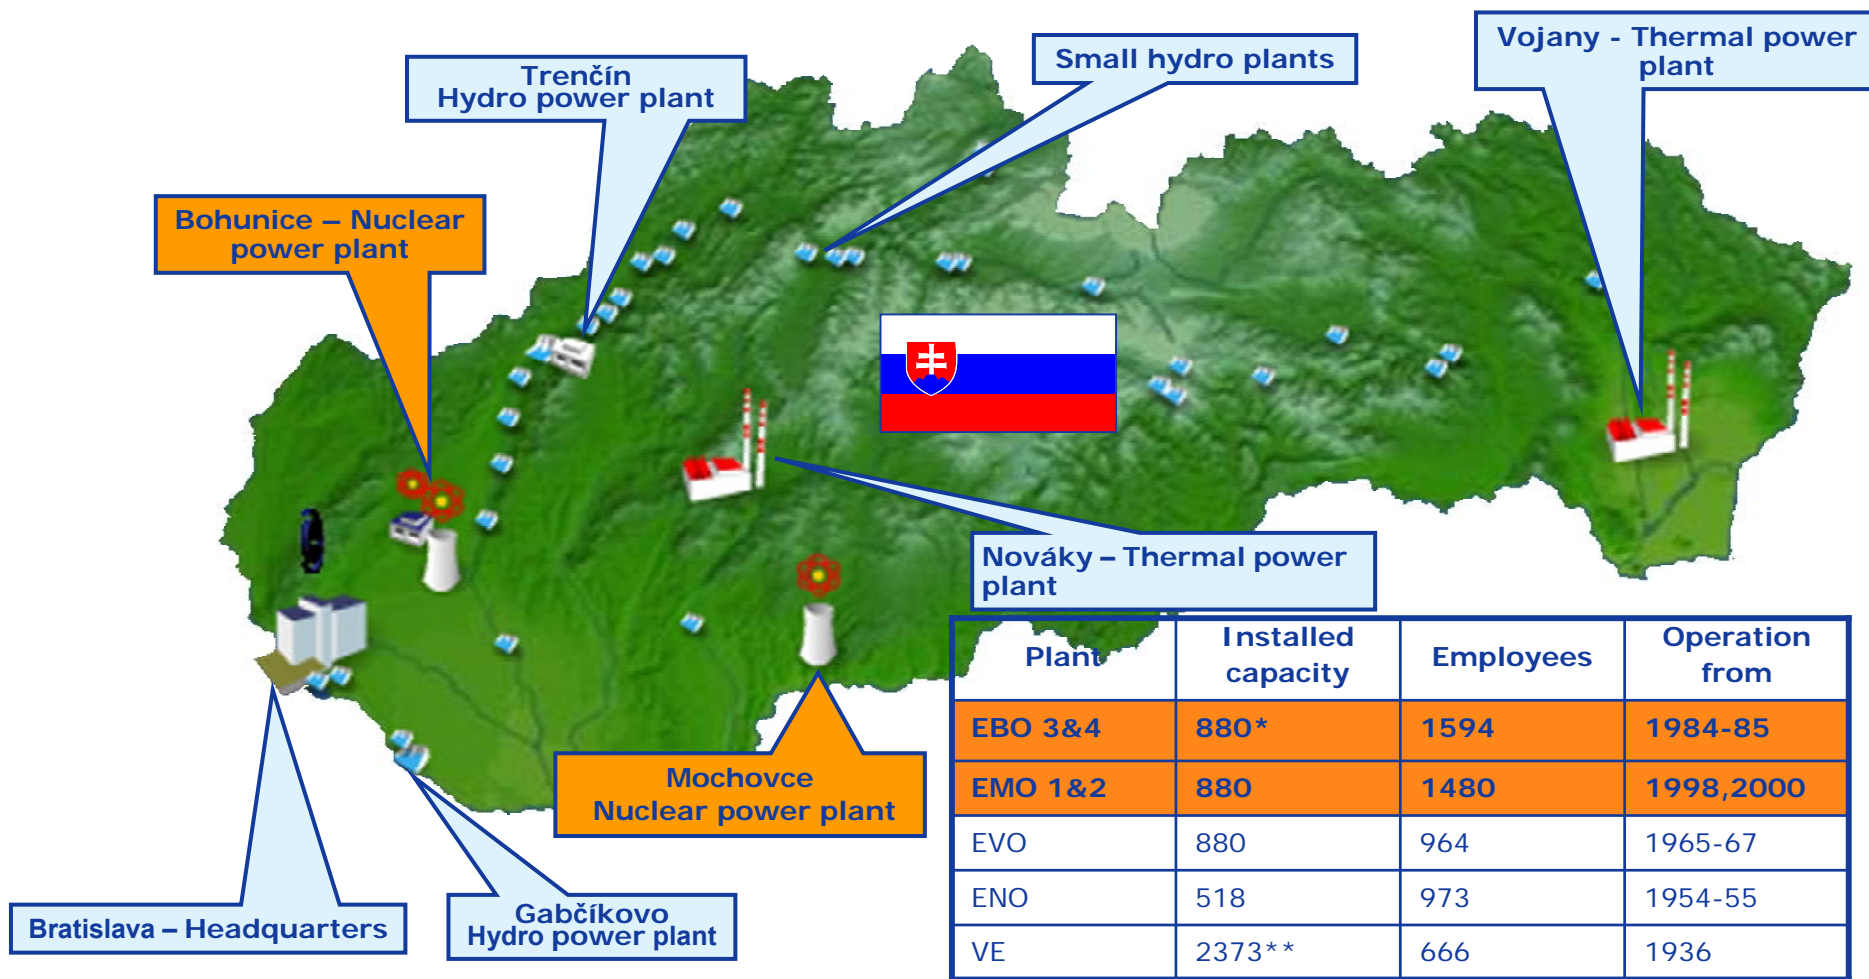 Trenčín
Hydro power plant
Small hydro plants
Vojany - Thermal power
plant
Bohunice – Nuclear
power plant
Nováky – Thermal power
plant
Mochovce
Nuclear power plant
Bratislava – Headquarters
Gabčíkovo
Hydro power plant
Plant Installed capacity Employees Operation from
EBO 3&4 880* 1594 1984-85
EMO 1&2 880 1480 1998,2000
EVO 880 964 1965-67
ENO 518 973 1954-55
VE 2373** 666 1936